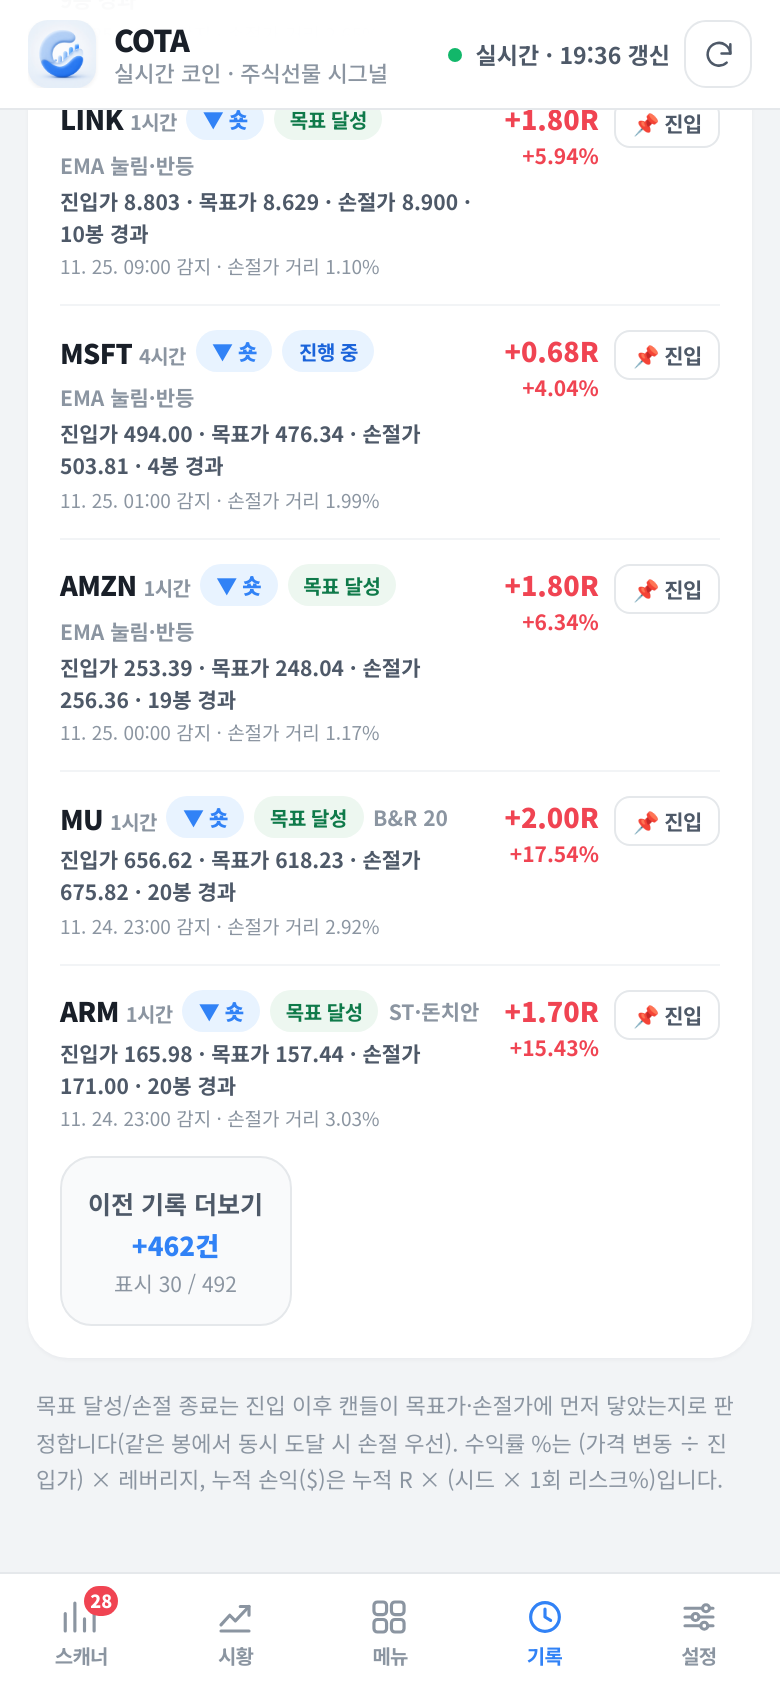 COTA
실시간 코인 · 주식선물 시그널
실시간 · 19:36 갱신
LINK 1시간 ▼ 숏 목표 달성 +1.80R 📌 진입
+5.94%
EMA 눌림·반등
진입가 8.803 · 목표가 8.629 · 손절가 8.900 ·
10봉 경과
11. 25. 09:00 감지 · 손절가 거리 1.10%
MSFT 4시간 ▼ 숏 진행 중 +0.68R 📌 진입
+4.04%
EMA 눌림·반등
진입가 494.00 · 목표가 476.34 · 손절가
503.81 · 4봉 경과
11. 25. 01:00 감지 · 손절가 거리 1.99%
AMZN 1시간 ▼ 숏 목표 달성 +1.80R 📌 진입
+6.34%
EMA 눌림·반등
진입가 253.39 · 목표가 248.04 · 손절가
256.36 · 19봉 경과
11. 25. 00:00 감지 · 손절가 거리 1.17%
MU 1시간 ▼ 숏 목표 달성 B&R 20 +2.00R 📌 진입
+17.54%
진입가 656.62 · 목표가 618.23 · 손절가
675.82 · 20봉 경과
11. 24. 23:00 감지 · 손절가 거리 2.92%
ARM 1시간 ▼ 숏 목표 달성 ST·돈치안 +1.70R 📌 진입
+15.43%
진입가 165.98 · 목표가 157.44 · 손절가
171.00 · 20봉 경과
11. 24. 23:00 감지 · 손절가 거리 3.03%
이전 기록 더보기
+462건
표시 30 / 492
목표 달성/손절 종료는 진입 이후 캔들이 목표가·손절가에 먼저 닿았는지로 판
정합니다(같은 봉에서 동시 도달 시 손절 우선). 수익률 %는 (가격 변동 ÷ 진
입가) × 레버리지, 누적 손익($)은 누적 R × (시드 × 1회 리스크%)입니다.
28
스캐너 시황 메뉴 기록 설정